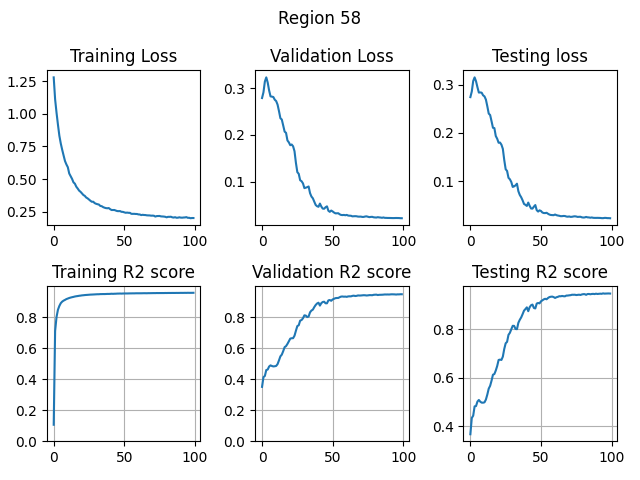 Region 58
Training Loss
Validation Loss
Testing loss
1.25
1.00
0.75
0.50
0.25
0.3
0.2
0.1
0.3
0.2
0.1
0 50 100
0 50 100
0 50 100
Training R2 score
Validation R2 score
Testing R2 score
0.8
0.6
0.4
0.2
0.0
0.8
0.6
0.4
0.2
0.0
0.8
0.6
0.4
0 50 100
0 50 100
0 50 100